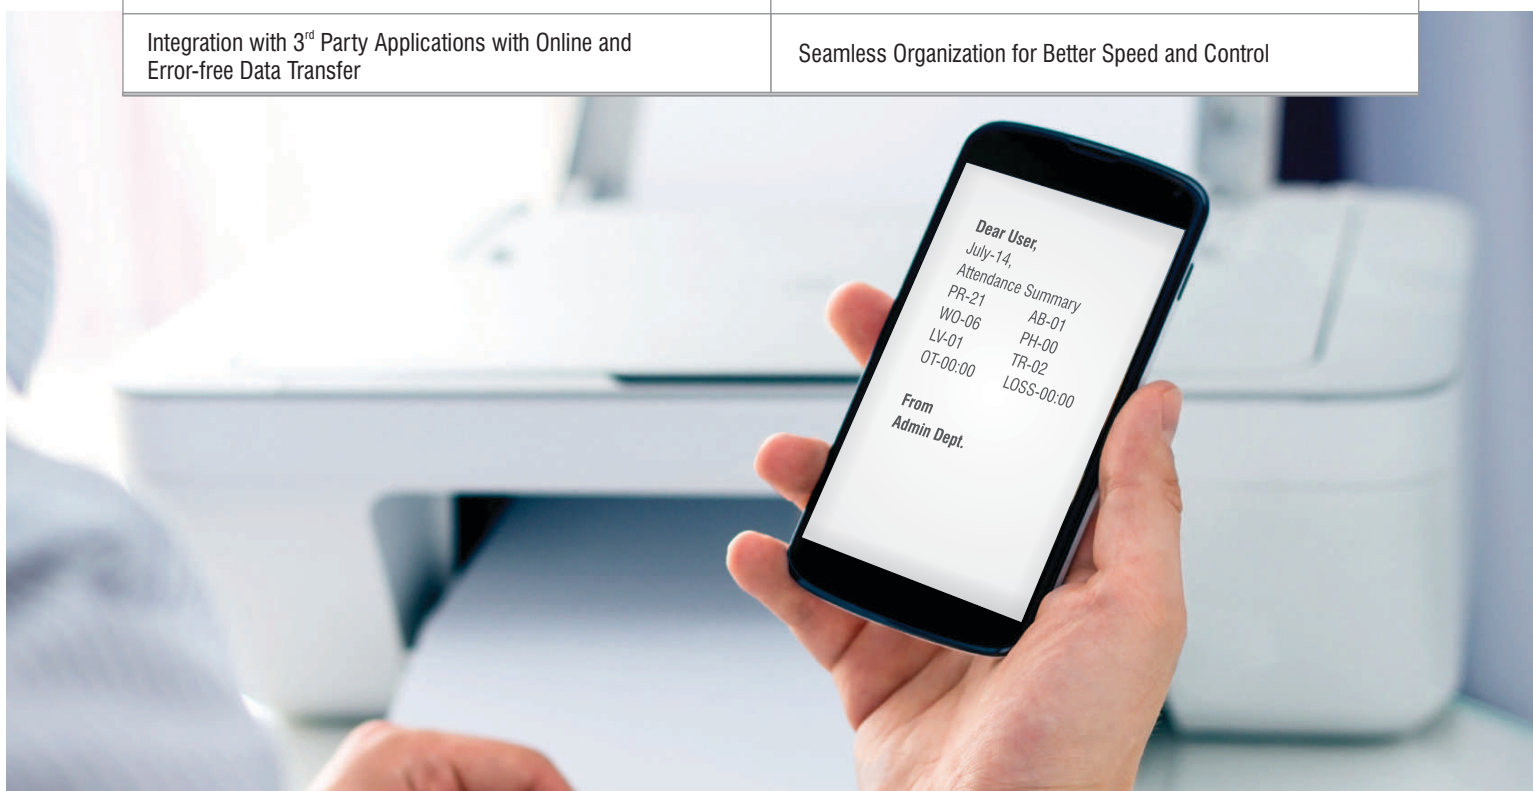 Integration with 3rd Party Applications with Online and
Error-free Data Transfer
Seamless Organization for Better Speed and Control
Dear User,
July-14,
Attendance Summary
PR-21 AB-01
WO-06 PH-00
LV-01 TR-02
OT-00:00 LOSS-00:00
From
Admin Dept.